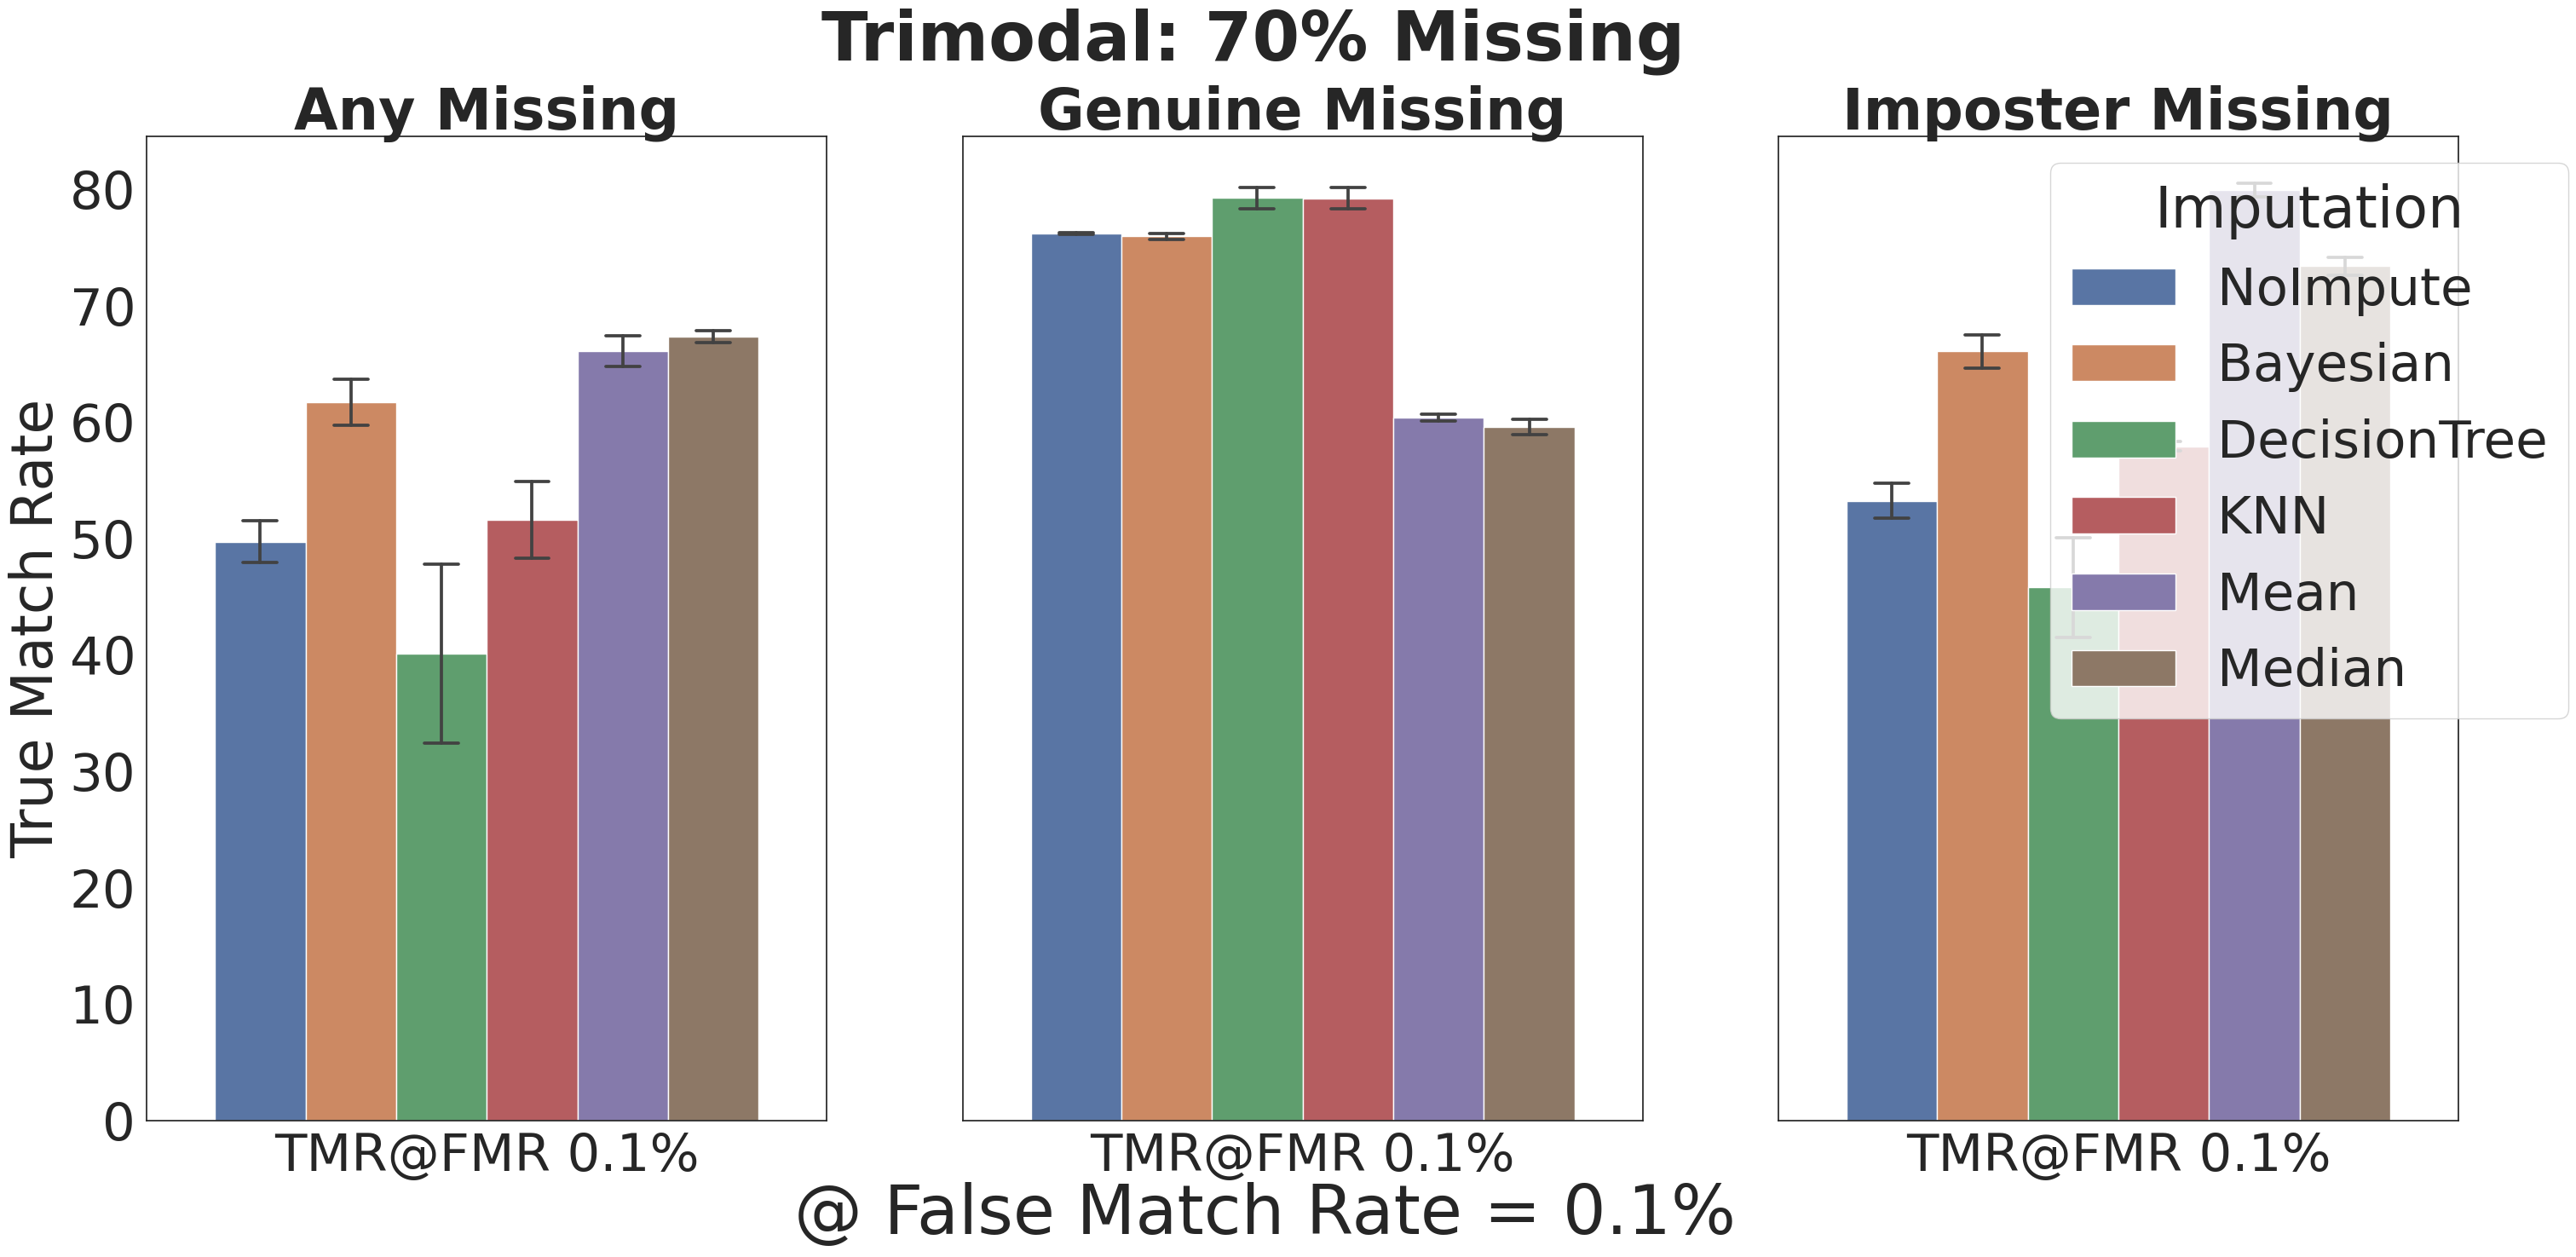 Trimodal: 70% Missing
Any Missing
Genuine Missing
Imposter Missing
True Match Rate
80
70
60
50
40
30
20
10
0
Imputation
NoImpute
Bayesian
DecisionTree
KNN
Mean
Median
TMR@FMR 0.1%
TMR@FMR 0.1%
TMR@FMR 0.1%
@ False Match Rate = 0.1%